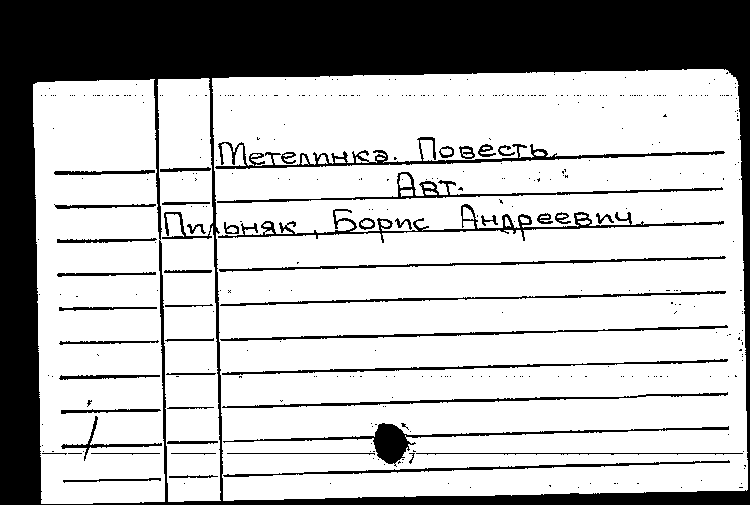 Метелинка. Повесть.
Авт.
Пильняк, Борис Андреевич.